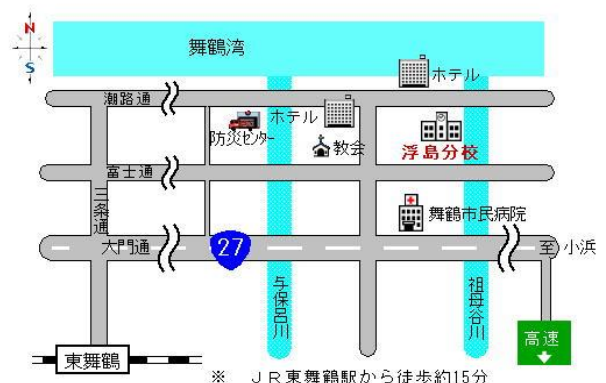 N
S
舞鶴湾
ホテル
潮路通
ホテル
防災センター
教会
浮島分校
富士通
三条通
舞鶴市民病院
大門通
27
至 小浜
与保呂川
祖母谷川
高速
東舞鶴
※ JR東舞鶴駅から徒歩約15分